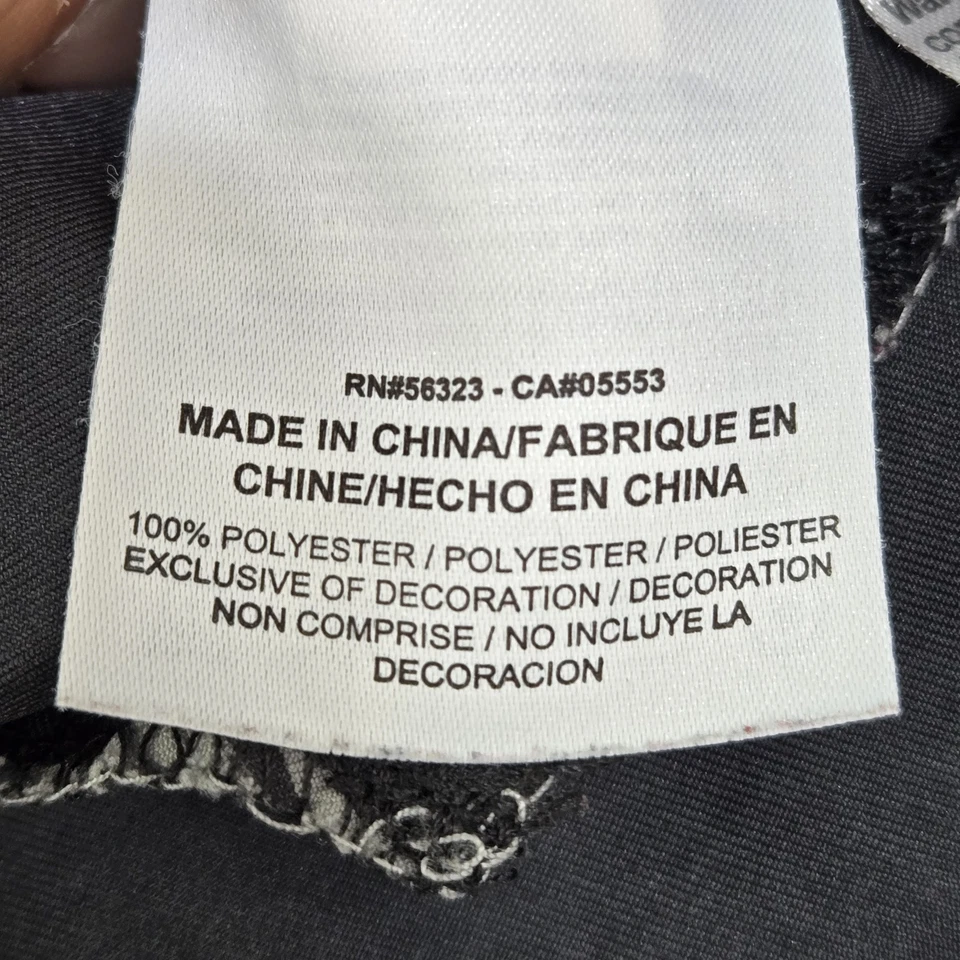 RN#56323 - CA#05553
MADE IN CHINA/FABRIQUE EN
CHINE/HECHO EN CHINA
100% POLYESTER / POLYESTER / POLIESTER
EXCLUSIVE OF DECORATION / DECORATION
NON COMPRISE / NO INCLUYE LA
DECORACION